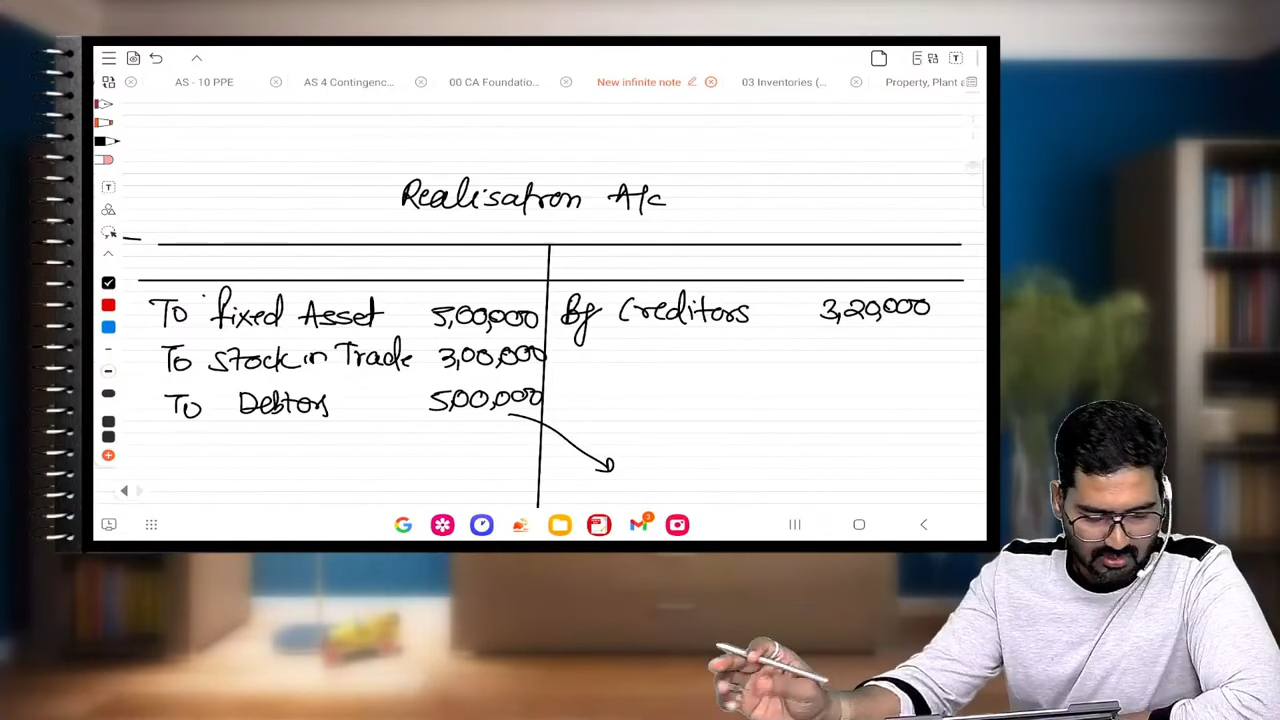 AS - 10 PPE
AS 4 Contingenc...
00 CA Foundatio...
New infinite note
03 Inventories (...
Property, Plant a
Realisation A/c
To fixed Asset 5,00,000
By Creditors 3,20,000
To Stock in Trade 3,00,000
To Debtors 5,00,000
3